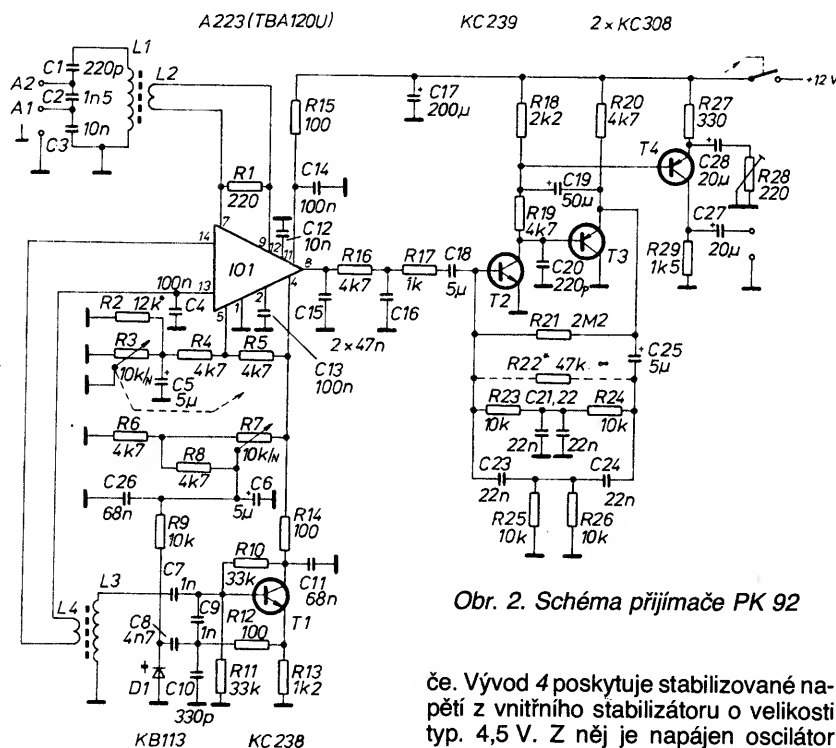 A223 (TBA120U)
KC239
2 x KC308
C1
220p
L1
L2
A2
C2
1n5
A1
10n
C3
R15
100
C17
200µ
R18
2k2
R20
4k7
R27
330
+12 V
T4
C28
20µ
R28
220
R1
220
C14
100n
C12
10n
C19
50µ
R19
4k7
T3
C27
20µ
R29
1k5
7
9
12
11
14
13
IO1
8
4
5
1
2
R16
4k7
R17
1k
C18
5µ
T2
C20
220p
100n
C4
R2
12k*
C15
C16
2 x 47n
C13
100n
R3
10k/N
R4
4k7
R5
4k7
C5
5µ
R21
2M2
C25
5µ
R22*
47k
∞
R23
10k
C21,22
R24
10k
22n
22n
C23
22n
C24
22n
R25
10k
R26
10k
R6
4k7
R7
10k/N
R8
4k7
C26
68n
C6
5µ
R9
10k
R14
100
R10
33k
C11
68n
C7
1n
L4
L3
C8
4n7
C9
1n
R12
100
T1
D1
C10
330p
R11
33k
R13
1k2
KB113
KC238
Obr. 2. Schéma přijímače PK 92
če. Vývod 4 poskytuje stabilizované na-
pětí z vnitřního stabilizátoru o velikosti
typ. 4,5 V. Z něj je napájen oscilátor